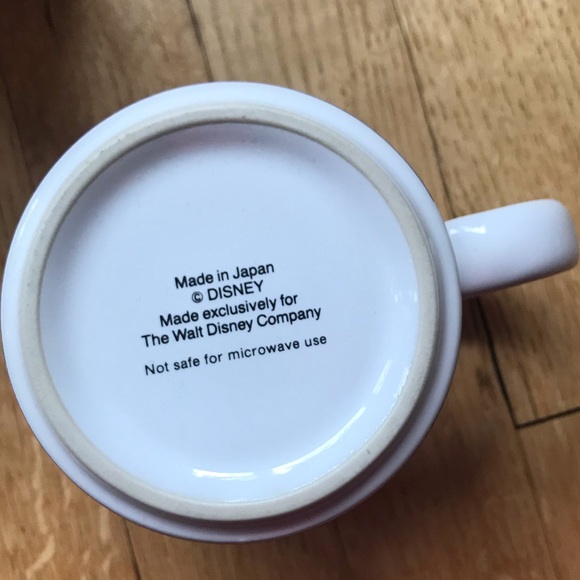 Made in Japan
© DISNEY
Made exclusively for
The Walt Disney Company
Not safe for microwave use